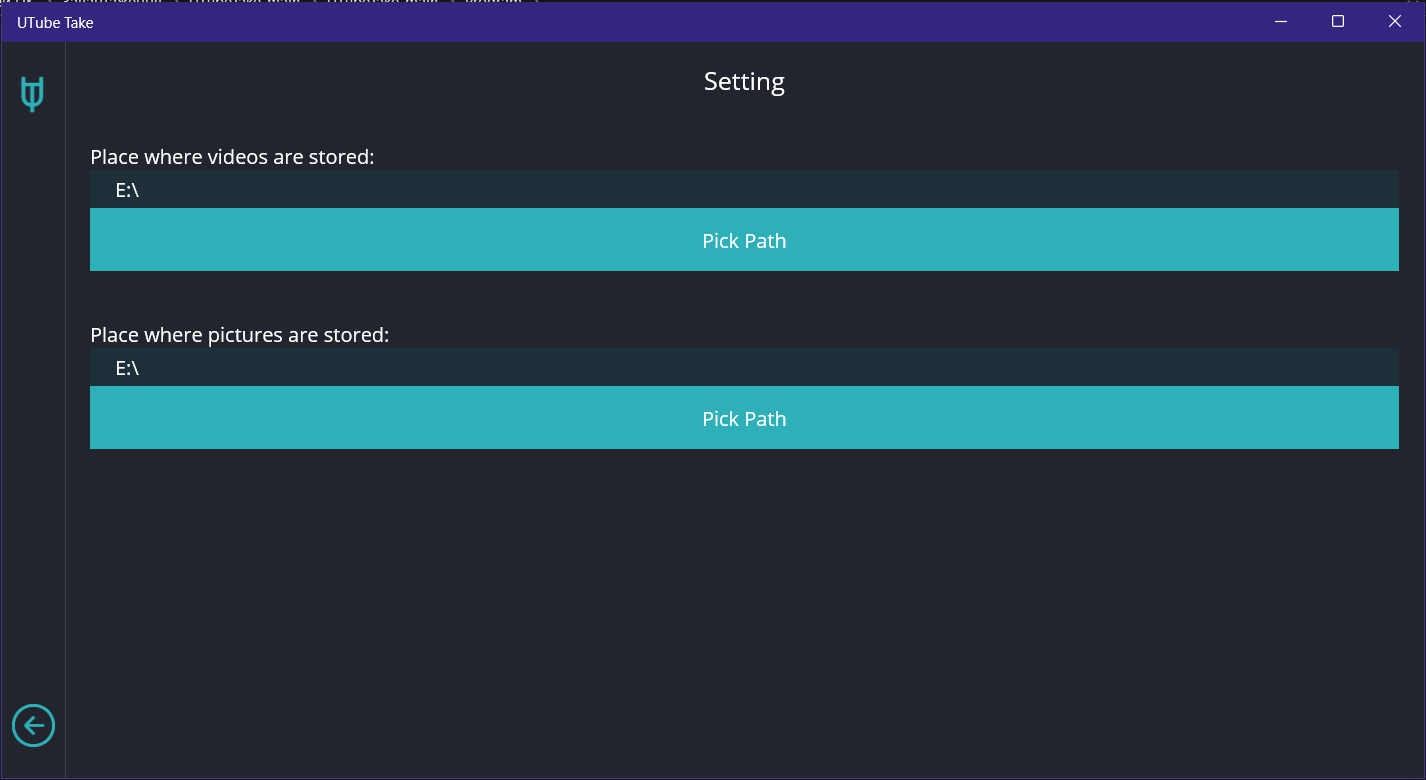 UTube Take
Setting
Place where videos are stored:
E:\
Pick Path
Place where pictures are stored:
E:\
Pick Path